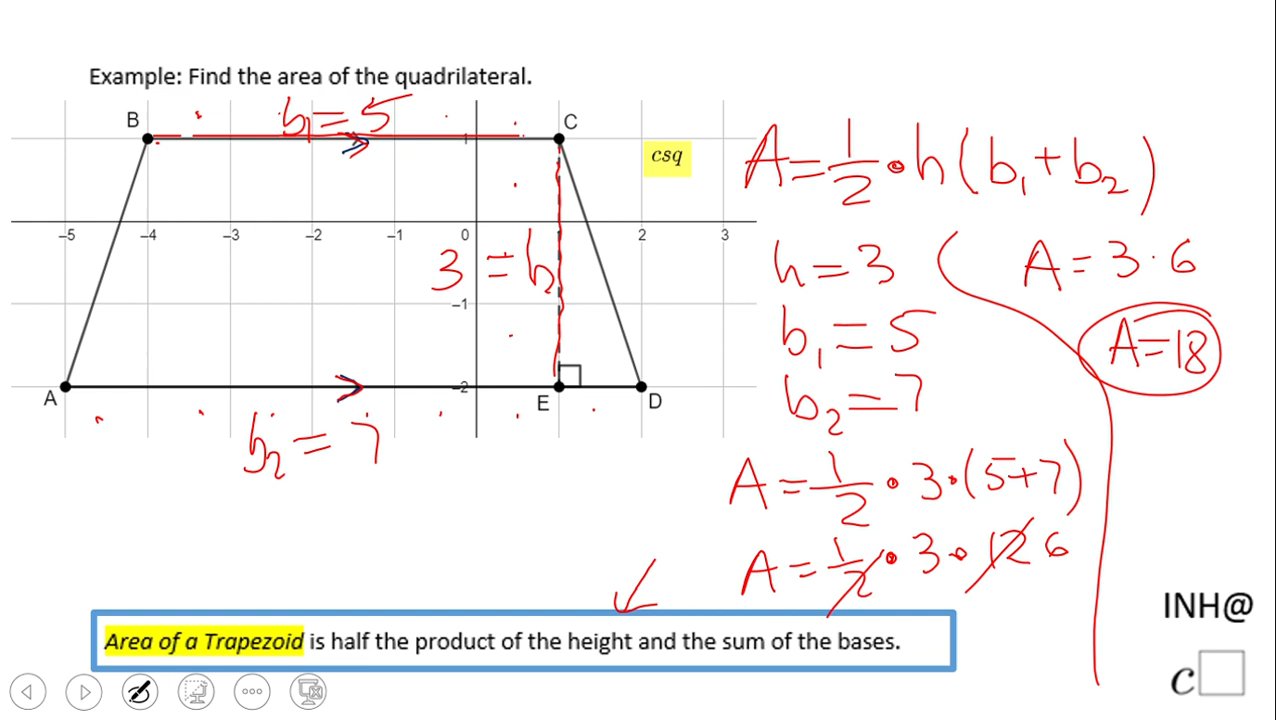 Example: Find the area of the quadrilateral.
b₁ = 5
B
C
csq
-5 -4 -3 -2 -1 0 2 3
1
3 = h
-1
-2
A
E
D
b₂ = 7
A = 1/2 • h (b₁ + b₂)
h = 3
b₁ = 5
b₂ = 7
A = 1/2 • 3 • (5 + 7)
A = 1/2 • 3 • 12 6
A = 3 · 6
A = 18
Area of a Trapezoid is half the product of the height and the sum of the bases.
INH@
c